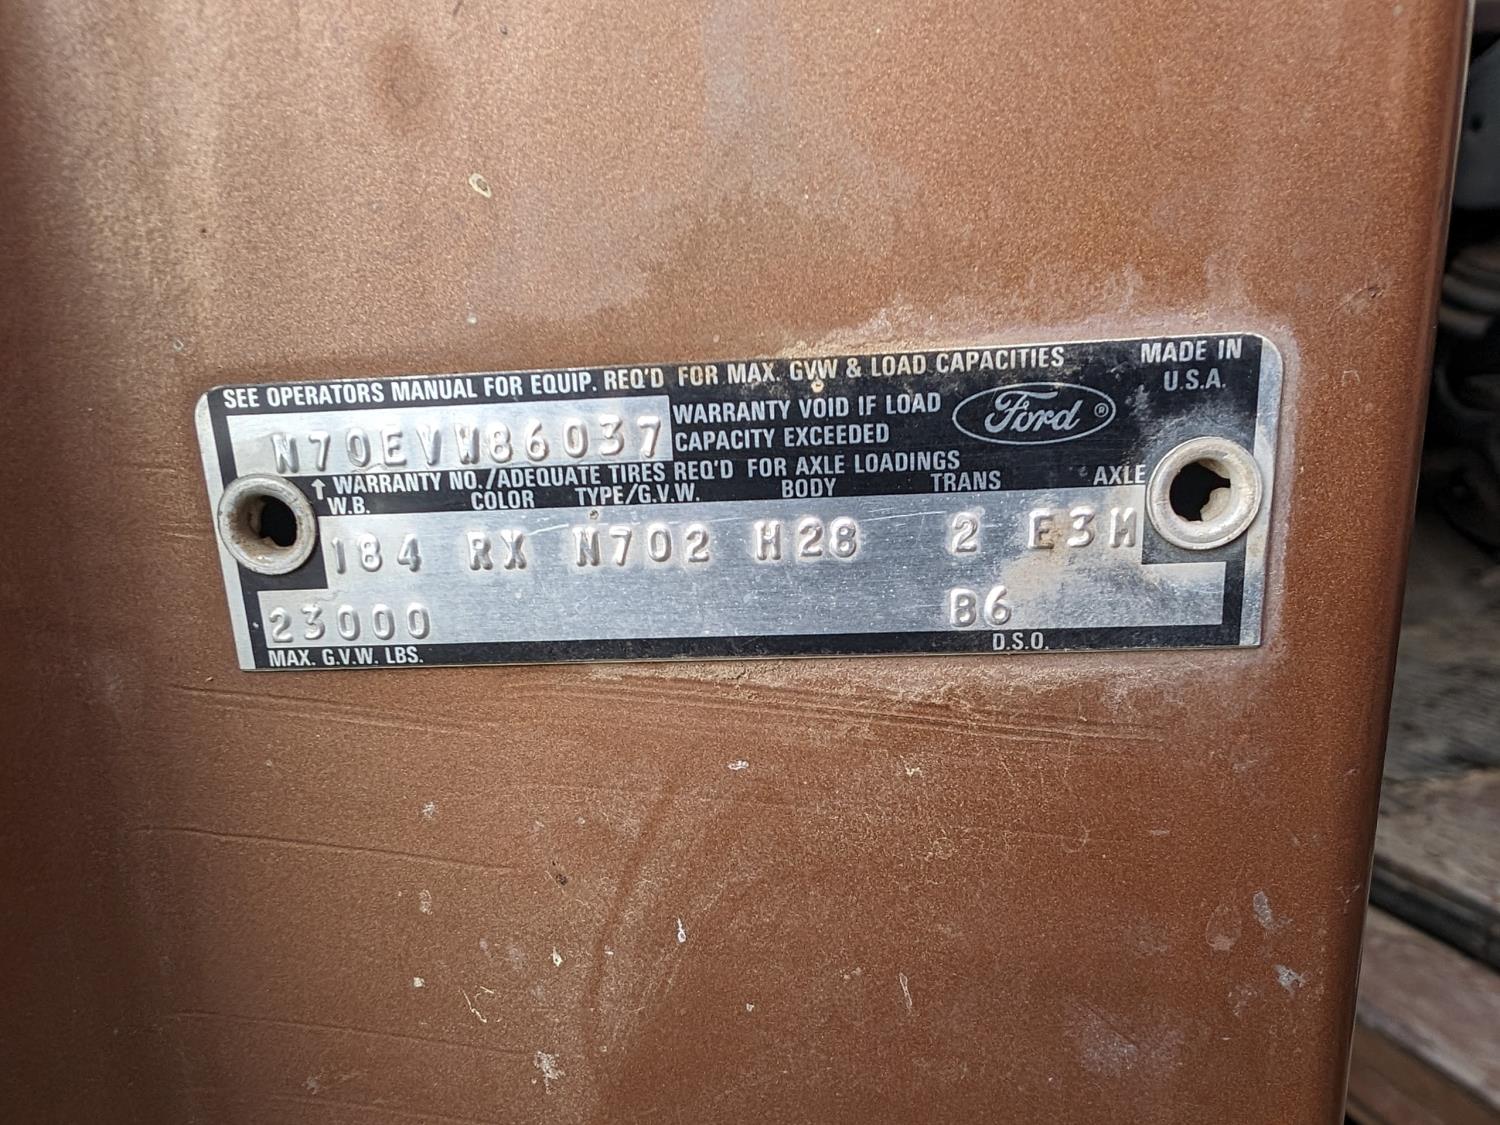 SEE OPERATORS MANUAL FOR EQUIP. REQ'D FOR MAX. GVW & LOAD CAPACITIES
MADE IN
U.S.A.
N70EVW86037
WARRANTY VOID IF LOAD
CAPACITY EXCEEDED
Ford ®
↑ WARRANTY NO./ADEQUATE TIRES REQ'D FOR AXLE LOADINGS
W.B. COLOR TYPE/G.V.W. BODY TRANS AXLE
184 RX N702 H28 2 E3M
23000 B6
MAX. G.V.W. LBS. D.S.O.